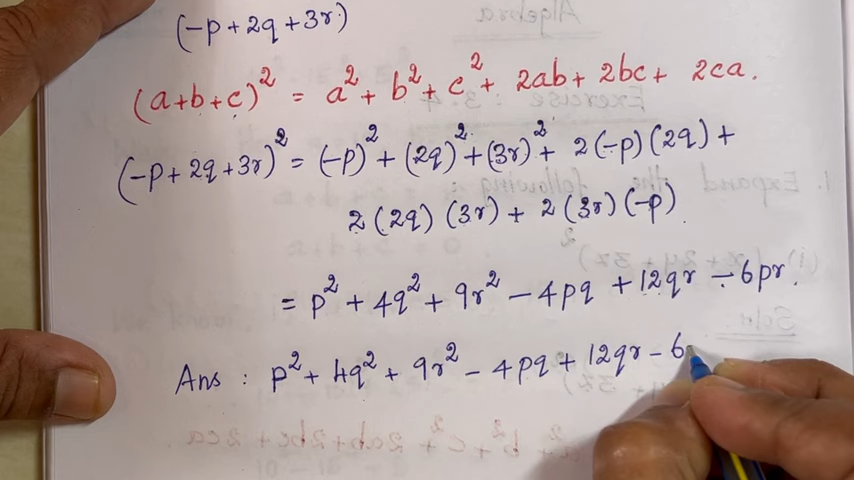 (-p+2q+3r)
(a+b+c)² = a² + b² + c² + 2ab + 2bc + 2ca.
(-p+2q+3r)² = (-p)² + (2q)² + (3r)² + 2(-p)(2q) +
2(2q)(3r) + 2(3r)(-p)
= p² + 4q² + 9r² - 4pq + 12qr - 6pr.
Ans : p² + 4q² + 9r² - 4pq + 12qr - 6